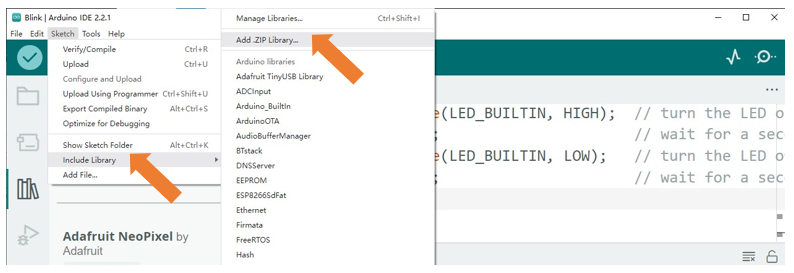 Blink | Arduino IDE 2.2.1
File Edit Sketch Tools Help
Verify/Compile Ctrl+R
Upload Ctrl+U
Configure and Upload
Upload Using Programmer Ctrl+Shift+U
Export Compiled Binary Alt+Ctrl+S
Optimize for Debugging
Show Sketch Folder Alt+Ctrl+K
Include Library
Add File...
Manage Libraries... Ctrl+Shift+I
Add .ZIP Library...
Arduino libraries
Adafruit TinyUSB Library
ADCInput
Arduino_BuiltIn
ArduinoOTA
AudioBufferManager
BTstack
DNSServer
EEPROM
ESP8266SdFat
Ethernet
Firmata
FreeRTOS
Hash
e(LED_BUILTIN, HIGH); // turn the LED o
; // wait for a sec
e(LED_BUILTIN, LOW); // turn the LED o
; // wait for a sec
Adafruit NeoPixel by
Adafruit